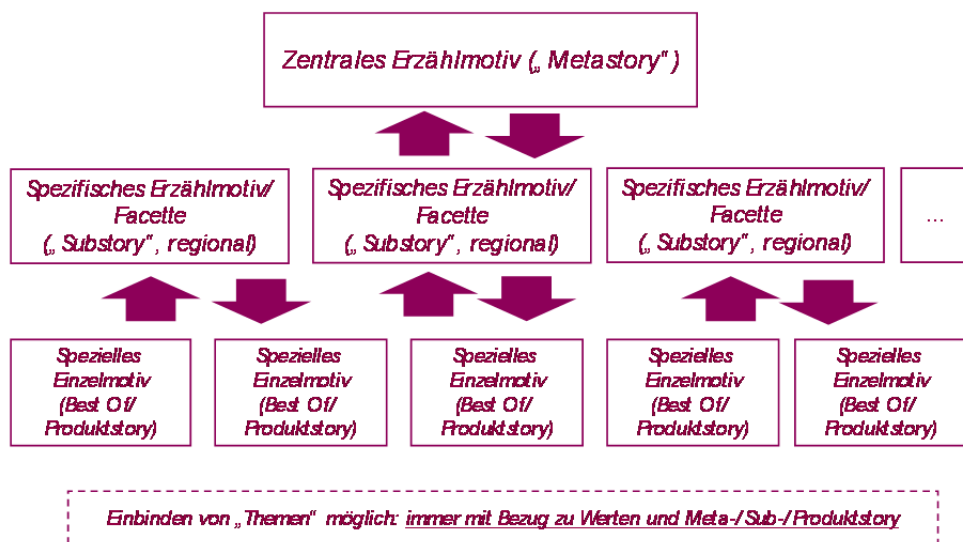 Zentrales Erzählmotiv („ Metastory“ )
Spezifisches Erzählmotiv/
Facette
(„ Substory“, regional)
Spezifisches Erzählmotiv/
Facette
(„ Substory“, regional)
Spezifisches Erzählmotiv/
Facette
(„ Substory“, regional)
...
Spezielles
Einzelmotiv
(Best Of/
Produktstory)
Spezielles
Einzelmotiv
(Best Of/
Produktstory)
Spezielles
Einzelmotiv
(Best Of/
Produktstory)
Spezielles
Einzelmotiv
(Best Of/
Produktstory)
Spezielles
Einzelmotiv
(Best Of/
Produktstory)
Einbinden von „Themen“ möglich: immer mit Bezug zu Werten und Meta-/Sub-/Produktstory